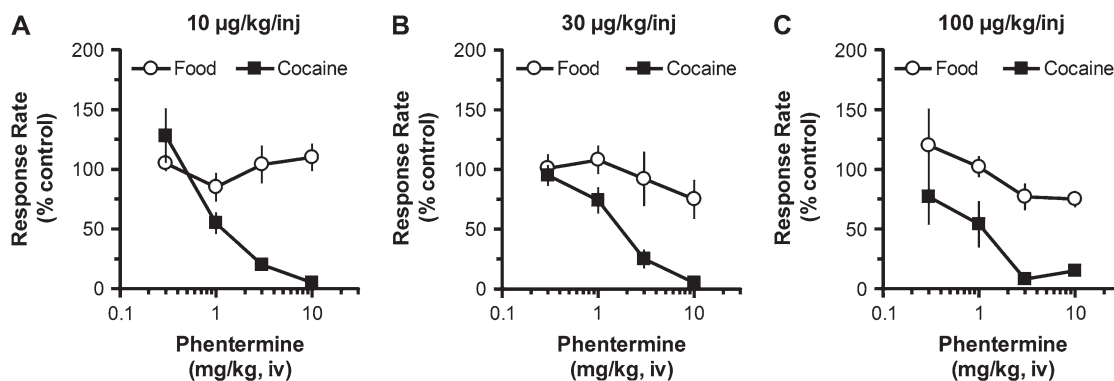 A
10 µg/kg/inj
200
150
100
50
0
Food
Cocaine
Response Rate
(% control)
0.1
1
10
Phentermine
(mg/kg, iv)
B
30 µg/kg/inj
200
150
100
50
0
Food
Cocaine
Response Rate
(% control)
0.1
1
10
Phentermine
(mg/kg, iv)
C
100 µg/kg/inj
200
150
100
50
0
Food
Cocaine
Response Rate
(% control)
0.1
1
10
Phentermine
(mg/kg, iv)